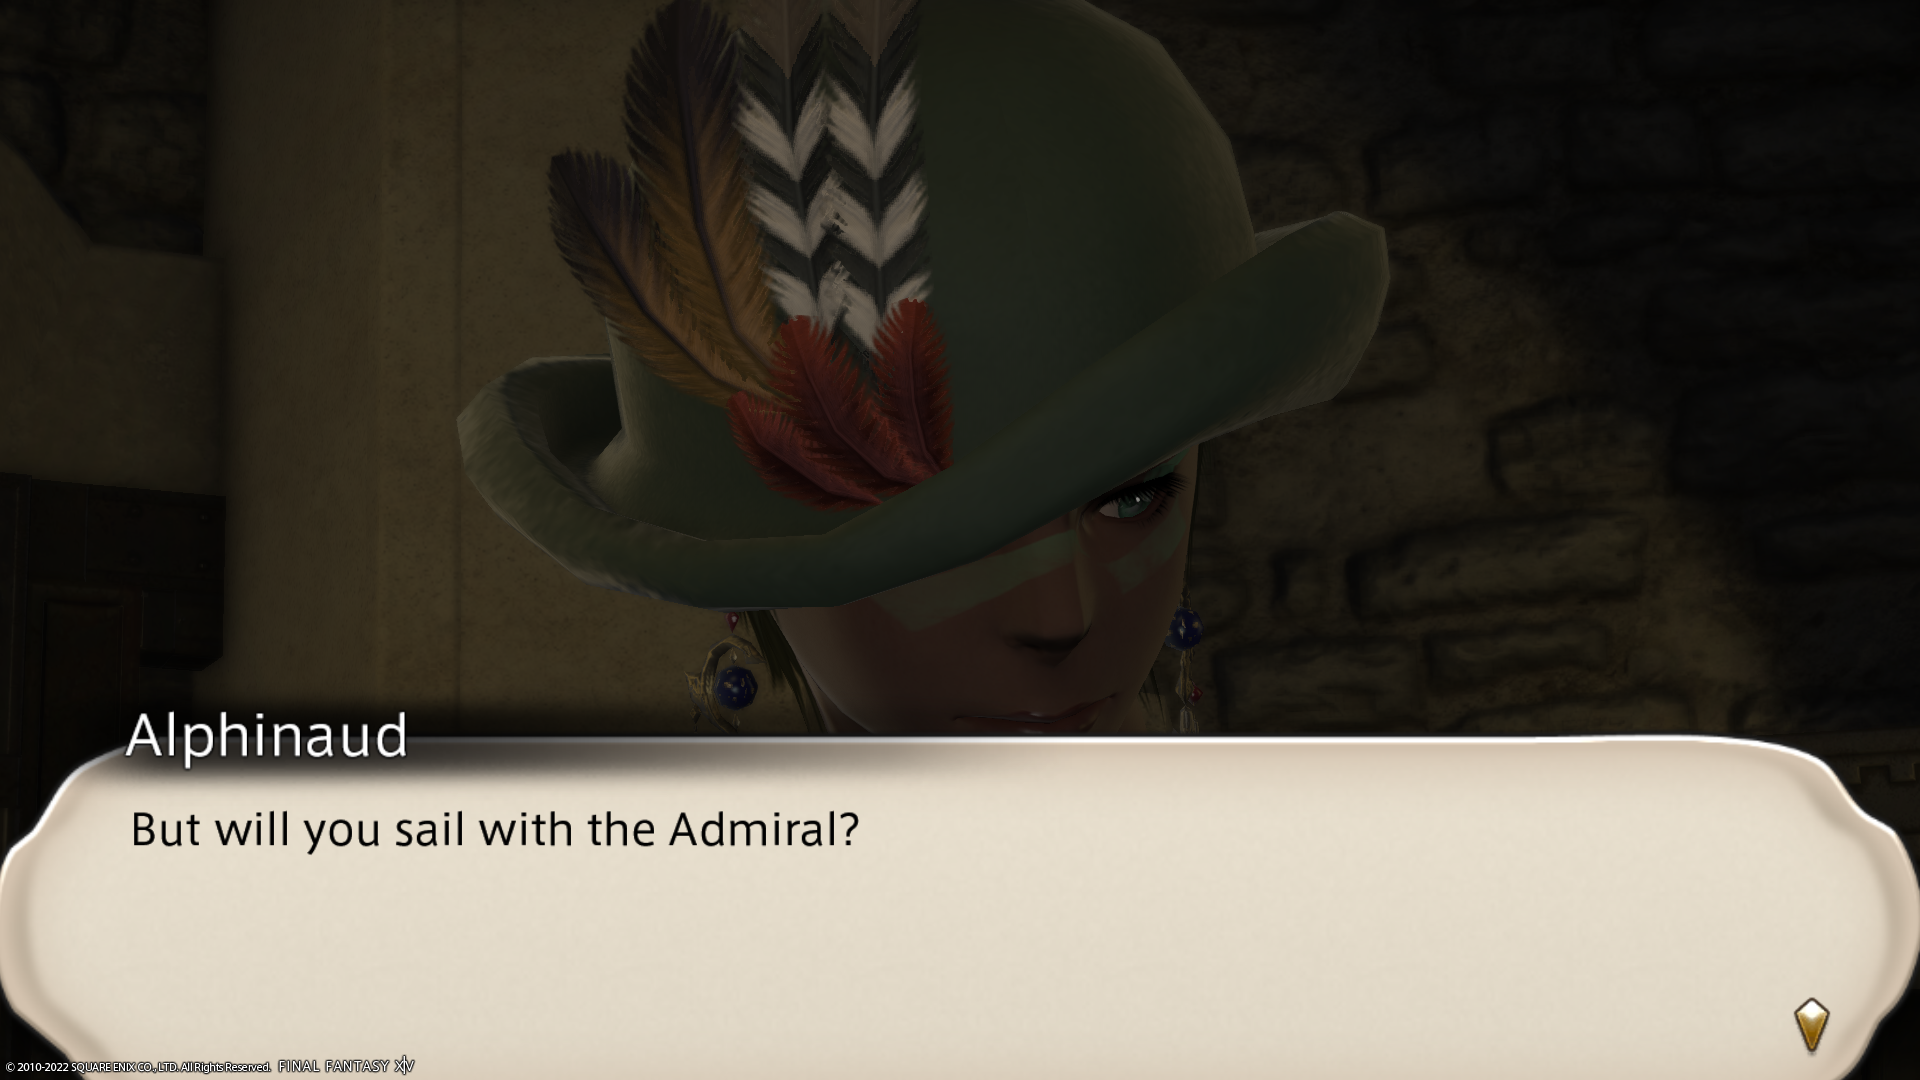 Alphinaud
But will you sail with the Admiral?
© 2010-2022 SQUARE ENIX CO., LTD. All Rights Reserved. FINAL FANTASY XIV